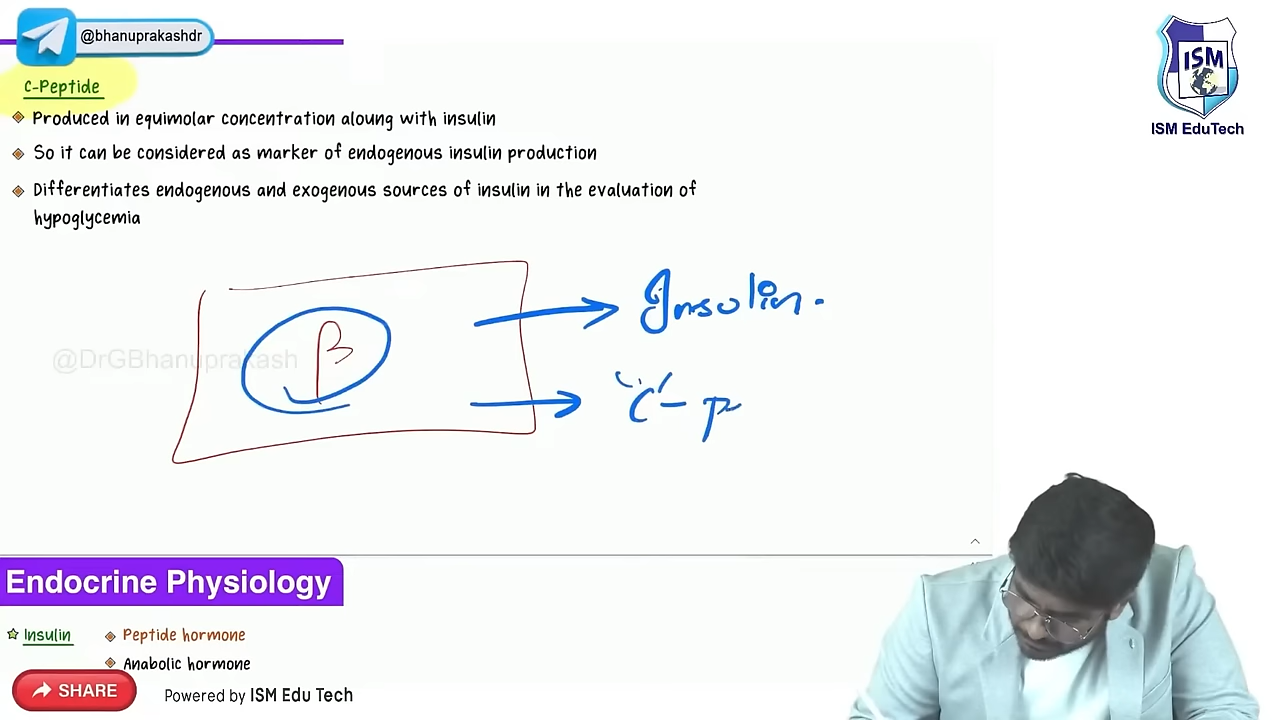 @bhanuprakashdr
ISM
ISM EduTech
C-Peptide
Produced in equimolar concentration aloung with insulin
So it can be considered as marker of endogenous insulin production
Differentiates endogenous and exogenous sources of insulin in the evaluation of
hypoglycemia
Insulin.
β
@DrGBhanuprakash
"C"- p
Endocrine Physiology
Insulin
Peptide hormone
Anabolic hormone
SHARE
Powered by ISM Edu Tech